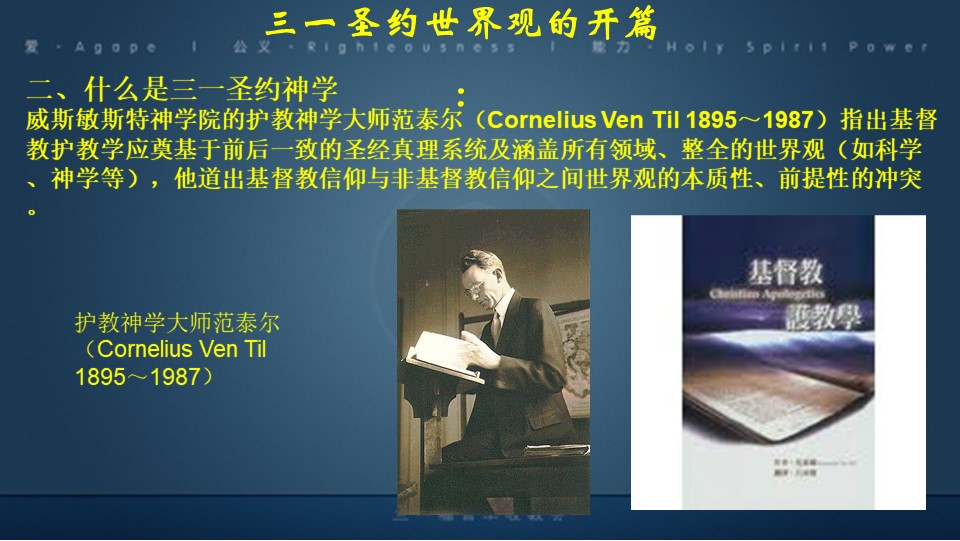 三一圣约世界观的开篇
爱 · Agape | 公义 · Righteousness | 能力 · Holy Spirit Power
二、什么是三一圣约神学：
威斯敏斯特神学院的护教神学大师范泰尔（Cornelius Ven Til 1895～1987）指出基督
教护教学应奠基于前后一致的圣经真理系统及涵盖所有领域、整全的世界观（如科学
、神学等），他道出基督教信仰与非基督教信仰之间世界观的本质性、前提性的冲突
。
护教神学大师范泰尔
（Cornelius Ven Til
1895～1987）
基督教
Christian Apologetics
護教學